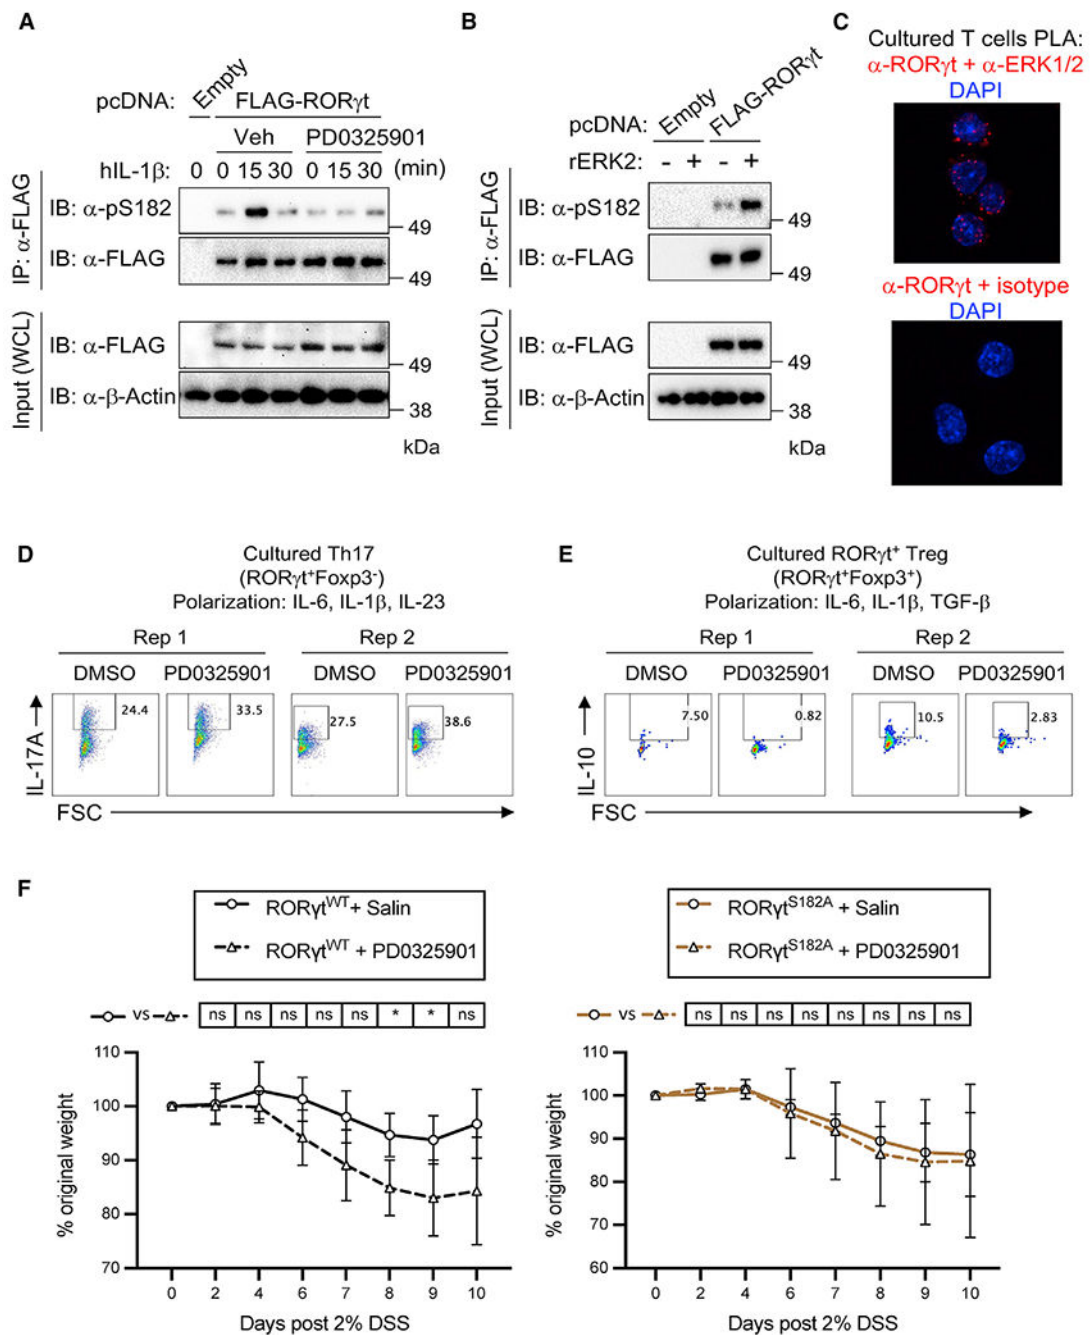 A
pcDNA: Empty FLAG-RORγt
Veh PD0325901
hIL-1β: 0 0 15 30 0 15 30 (min)
IP: α-FLAG
IB: α-pS182
49
IB: α-FLAG
49
Input (WCL)
IB: α-FLAG
49
IB: α-β-Actin
38
kDa
B
pcDNA: Empty FLAG-RORγt
rERK2: - + - +
IP: α-FLAG
IB: α-pS182
49
IB: α-FLAG
49
Input (WCL)
IB: α-FLAG
49
IB: α-β-Actin
38
kDa
C
Cultured T cells PLA:
α-RORγt + α-ERK1/2
DAPI
α-RORγt + isotype
DAPI
D
Cultured Th17
(RORγt+Foxp3-)
Polarization: IL-6, IL-1β, IL-23
Rep 1 Rep 2
DMSO PD0325901 DMSO PD0325901
24.4 33.5 27.5 38.6
IL-17A
FSC
E
Cultured RORγt+ Treg
(RORγt+Foxp3+)
Polarization: IL-6, IL-1β, TGF-β
Rep 1 Rep 2
DMSO PD0325901 DMSO PD0325901
7.50 0.82 10.5 2.83
IL-10
FSC
F
RORγtWT+ Salin
RORγtWT + PD0325901
vs ns ns ns ns ns * * ns
110
100
90
80
70
% original weight
0 2 4 6 7 8 9 10
Days post 2% DSS
RORγtS182A + Salin
RORγtS182A + PD0325901
vs ns ns ns ns ns ns ns ns
110
100
90
80
70
60
% original weight
0 2 4 6 7 8 9 10
Days post 2% DSS